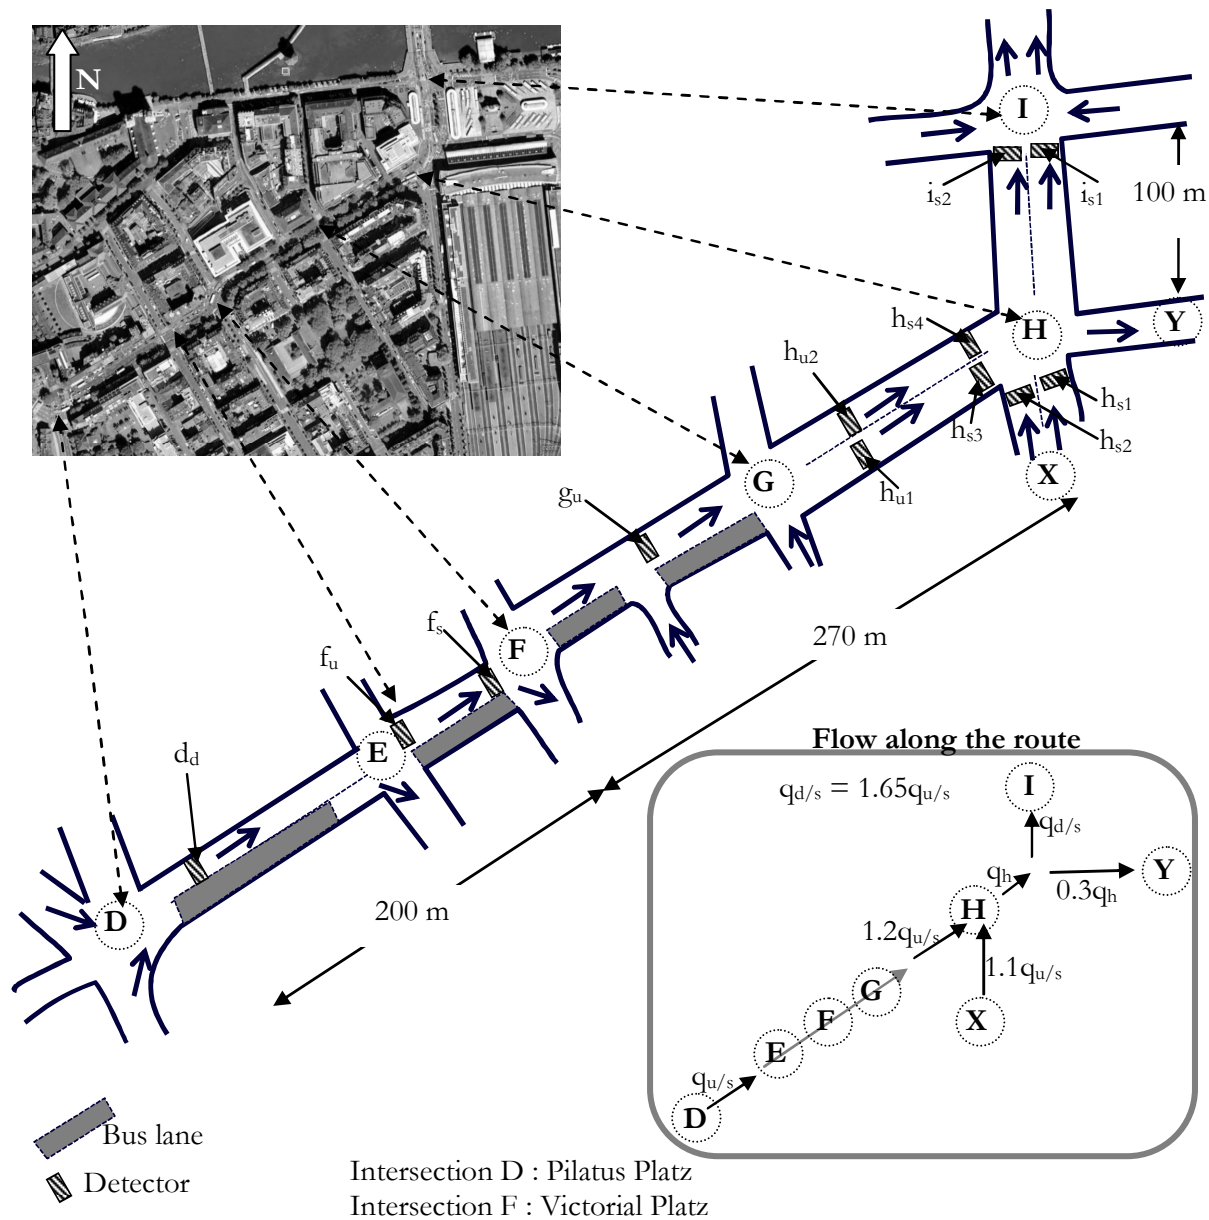 N
I
i_s2
i_s1
100 m
h_s4
H
Y
h_u2
h_s1
h_s3
h_s2
G
X
h_u1
g_u
f_s
F
270 m
f_u
E
d_d
D
200 m
Flow along the route
q_d/s = 1.65q_u/s
I
q_d/s
q_h
Y
0.3q_h
H
1.2q_u/s
1.1q_u/s
G
F
X
E
q_u/s
D
Bus lane
Detector
Intersection D : Pilatus Platz
Intersection F : Victorial Platz